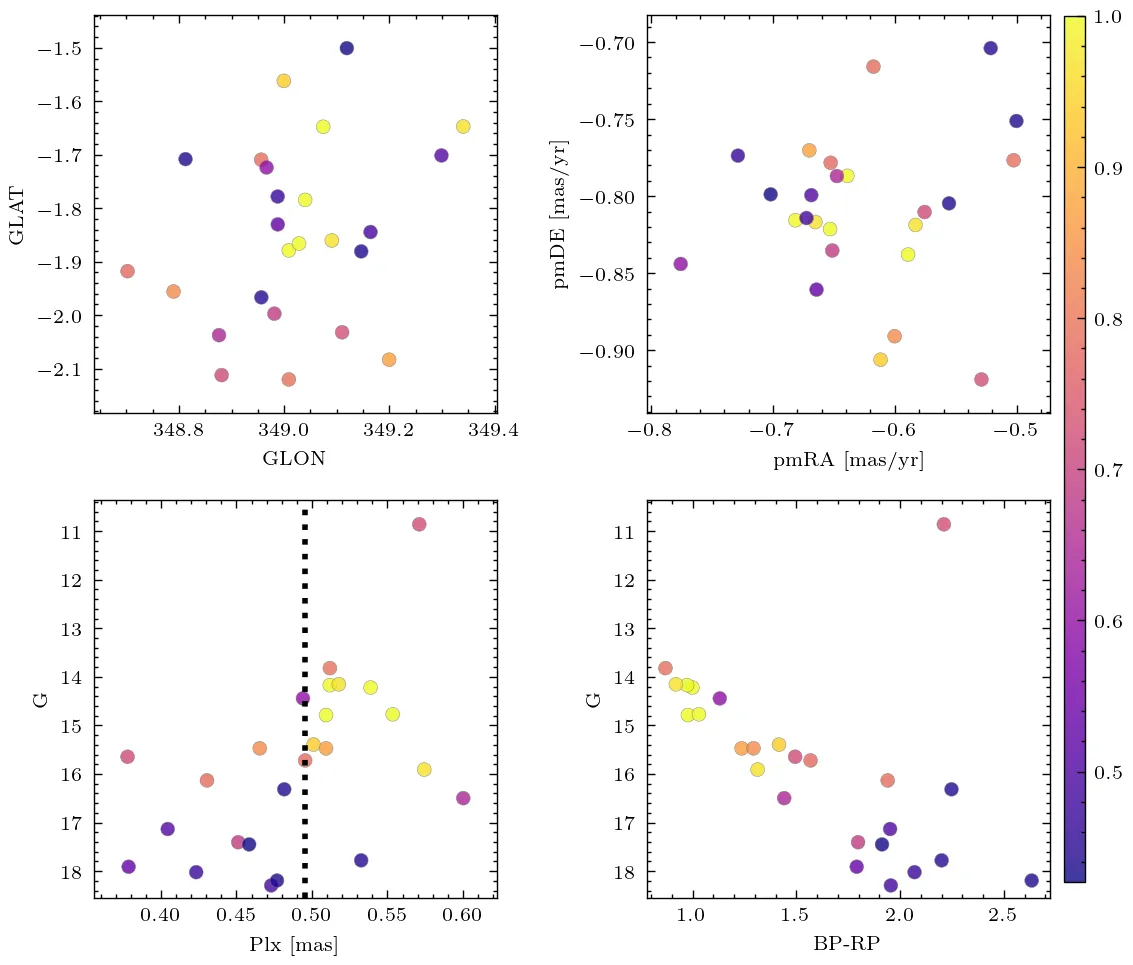 −1.5
−1.6
−1.7
−1.8
−1.9
−2.0
−2.1
GLAT
348.8 349.0 349.2 349.4
GLON
−0.70
−0.75
−0.80
−0.85
−0.90
pmDE [mas/yr]
−0.8 −0.7 −0.6 −0.5
pmRA [mas/yr]
11
12
13
14
15
16
17
18
G
0.40 0.45 0.50 0.55 0.60
Plx [mas]
11
12
13
14
15
16
17
18
G
1.0 1.5 2.0 2.5
BP-RP
1.0
0.9
0.8
0.7
0.6
0.5